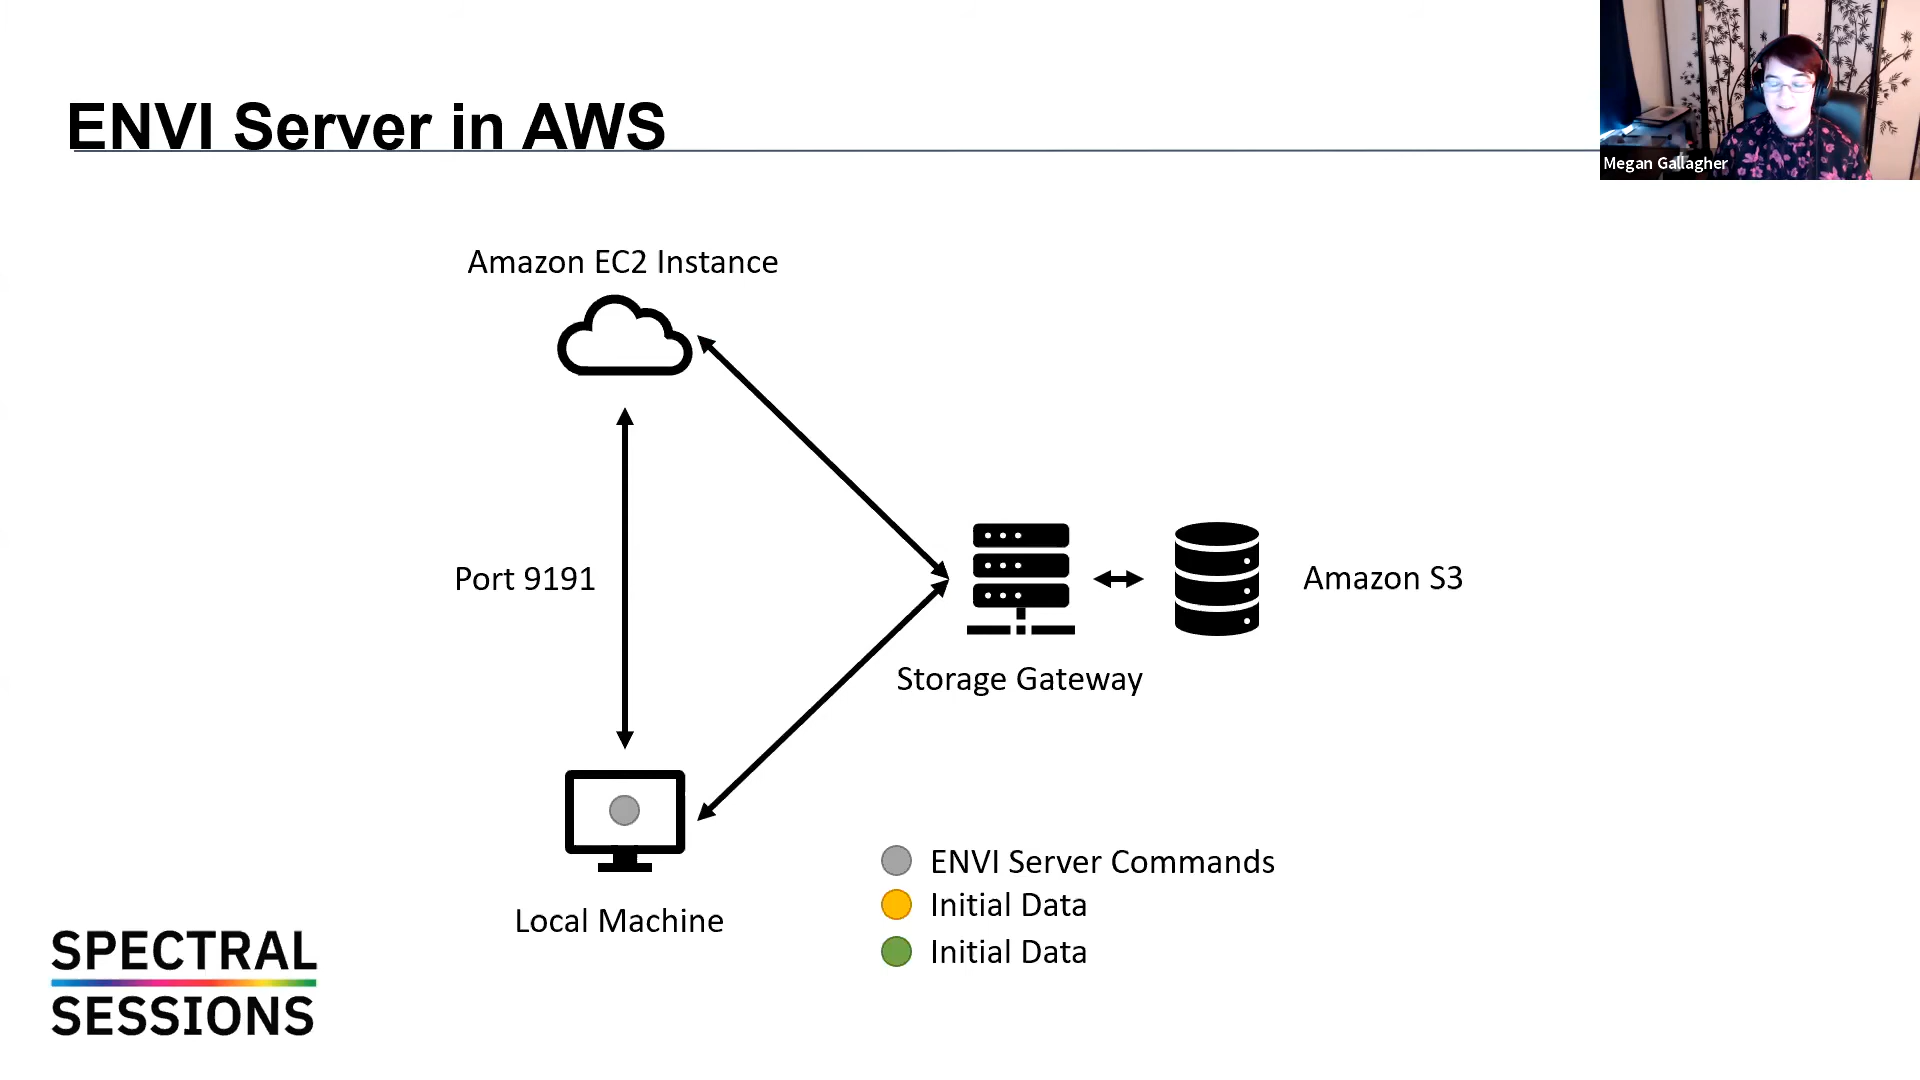 ENVI Server in AWS
Megan Gallagher
Amazon EC2 Instance
Port 9191
Amazon S3
Storage Gateway
Local Machine
ENVI Server Commands
Initial Data
Initial Data
SPECTRAL
SESSIONS